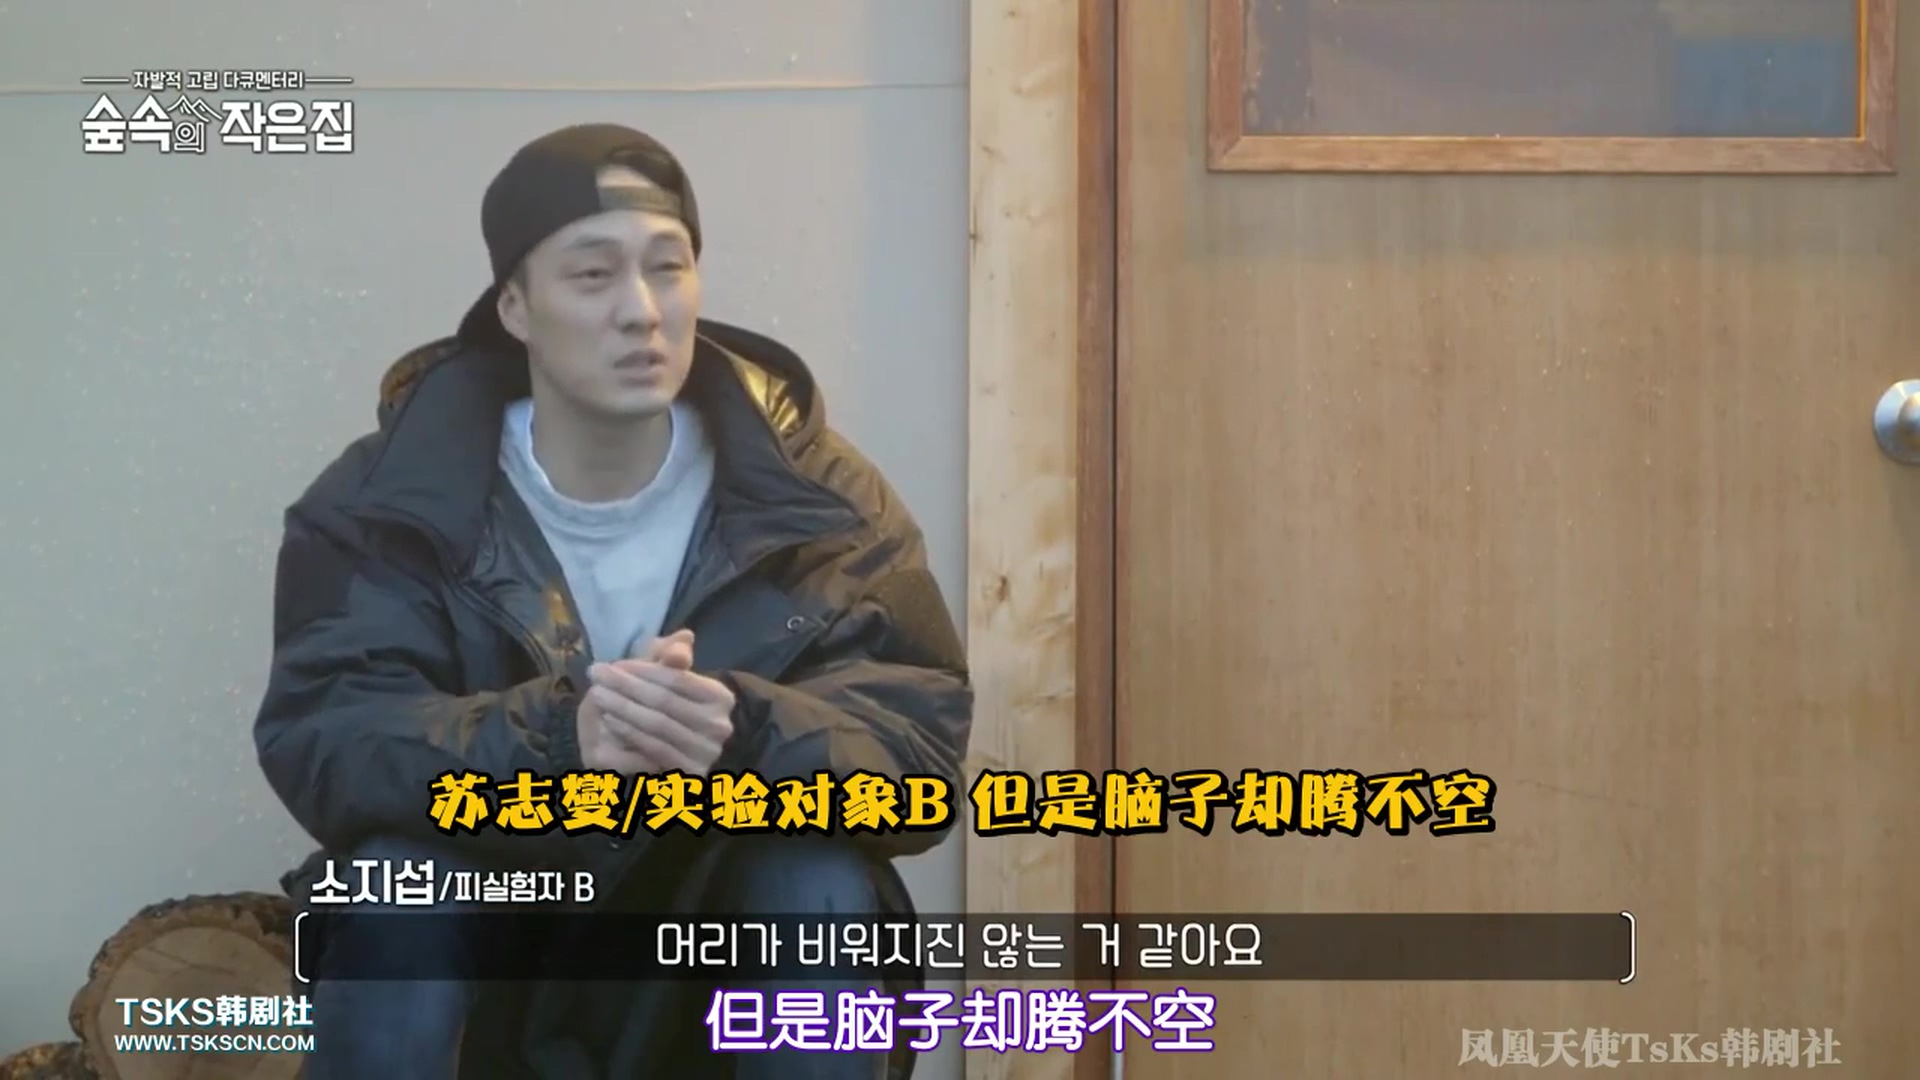 자발적 고립 다큐멘터리
숲속의 작은집
苏志燮/实验对象B 但是脑子却腾不空
소지섭/피실험자 B
머리가 비워지진 않는 거 같아요
但是脑子却腾不空
TSKS韩剧社
WWW.TSKSCN.COM
凤凰天使TsKs韩剧社